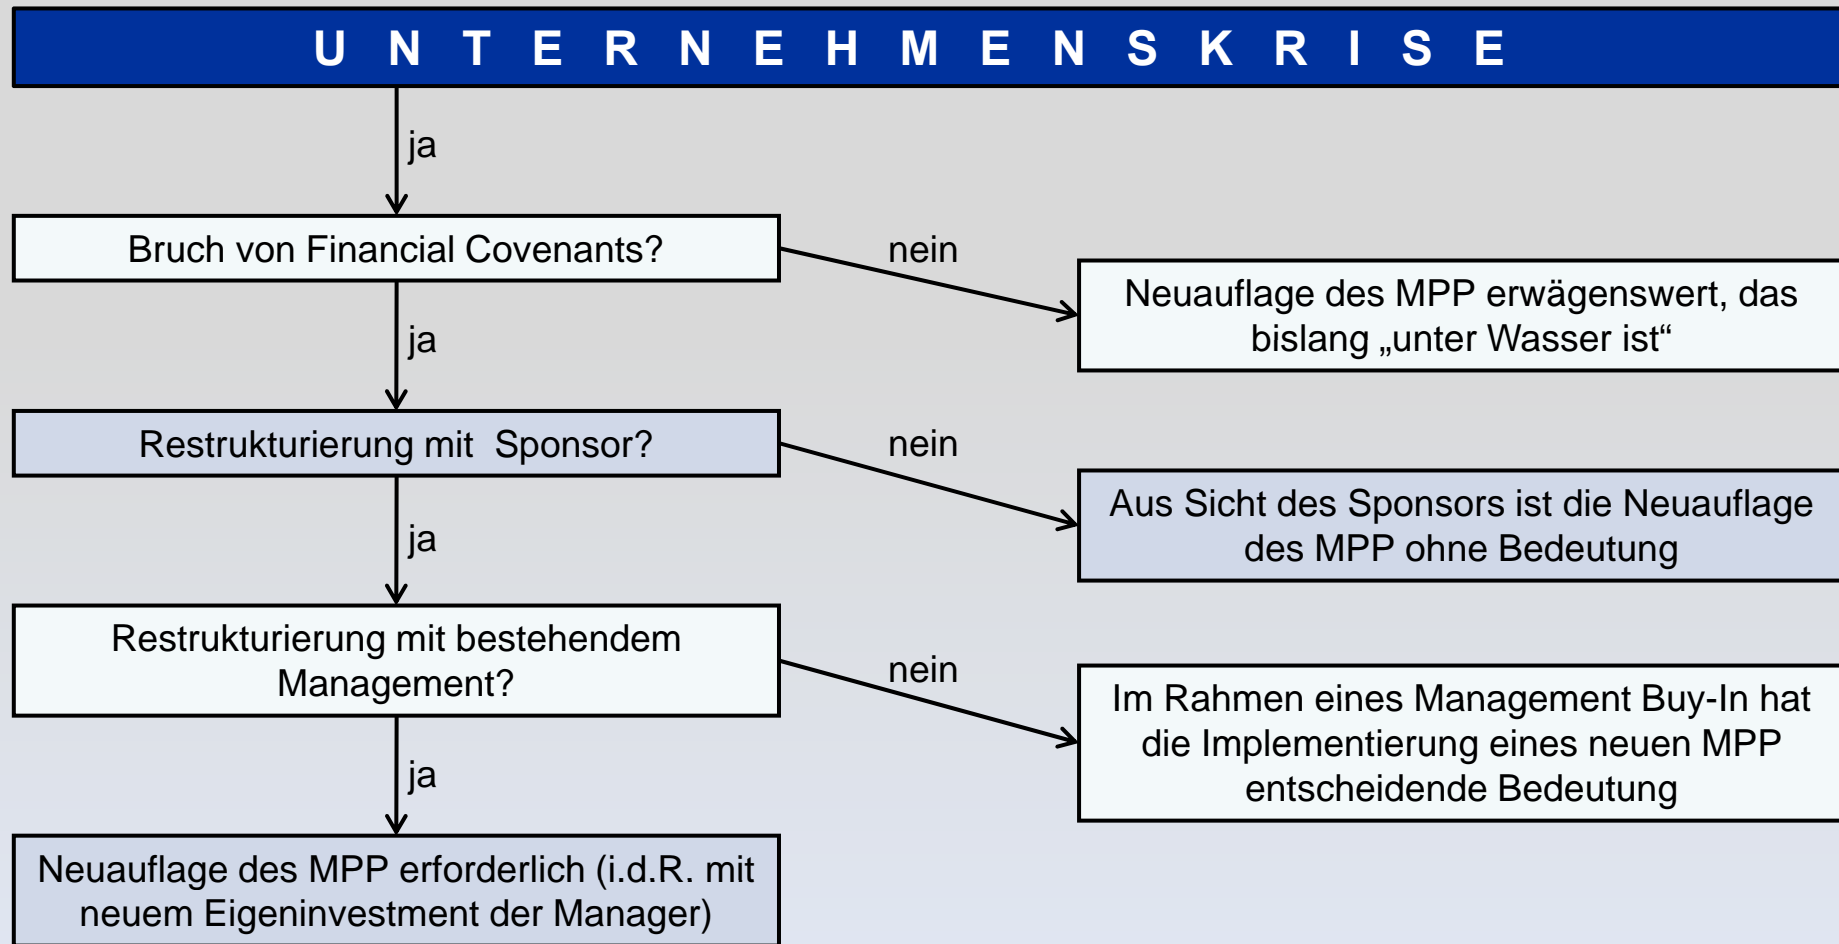 UNTERNEHMENSKRISE
ja
Bruch von Financial Covenants?
nein
Neuauflage des MPP erwägenswert, das
bislang „unter Wasser ist“
ja
Restrukturierung mit  Sponsor?
nein
Aus Sicht des Sponsors ist die Neuauflage
des MPP ohne Bedeutung
ja
Restrukturierung mit bestehendem
Management?
nein
Im Rahmen eines Management Buy-In hat
die Implementierung eines neuen MPP
entscheidende Bedeutung
ja
Neuauflage des MPP erforderlich (i.d.R. mit
neuem Eigeninvestment der Manager)